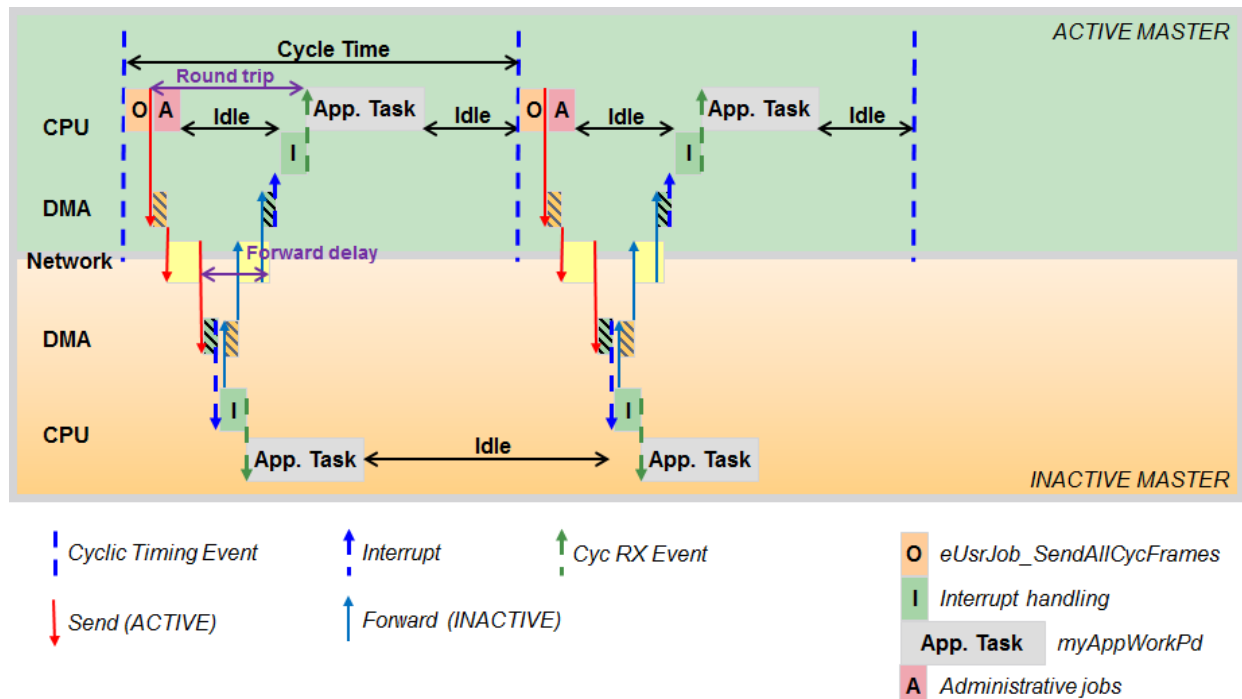 ACTIVE MASTER
Cycle Time
Round trip
CPU
O
A
Idle
App. Task
Idle
O
A
Idle
App. Task
Idle
I
I
DMA
Network
Forward delay
DMA
CPU
I
I
App. Task
Idle
App. Task
INACTIVE MASTER
Cyclic Timing Event
Interrupt
Cyc RX Event
O eUsrJob_SendAllCycFrames
Send (ACTIVE)
Forward (INACTIVE)
I Interrupt handling
App. Task myAppWorkPd
A Administrative jobs